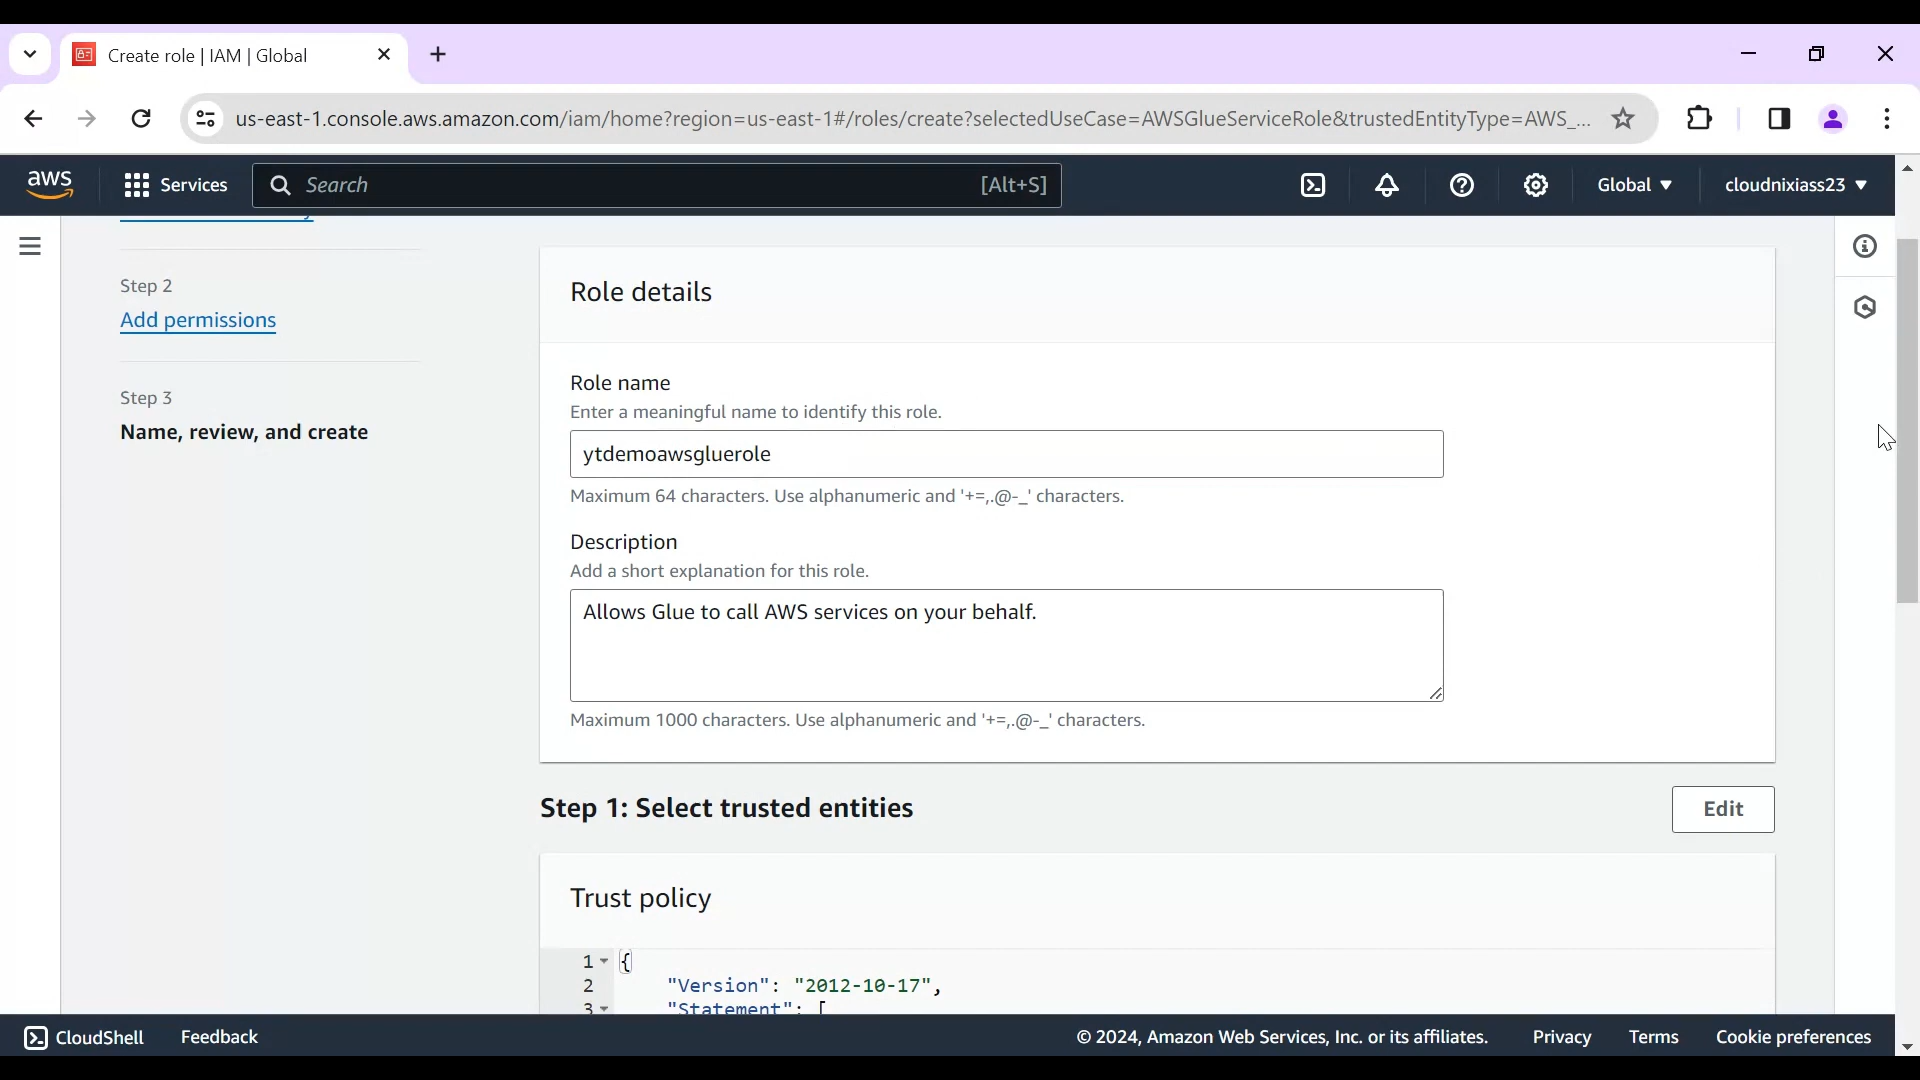 Create role | IAM | Global
us-east-1.console.aws.amazon.com/iam/home?region=us-east-1#/roles/create?selectedUseCase=AWSGlueServiceRole&trustedEntityType=AWS_...
aws
Services
Search
[Alt+S]
Global
cloudnixiass23
Step 2
Add permissions
Step 3
Name, review, and create
Role details
Role name
Enter a meaningful name to identify this role.
ytdemoawsgluerole
Maximum 64 characters. Use alphanumeric and '+=,.@-_' characters.
Description
Add a short explanation for this role.
Allows Glue to call AWS services on your behalf.
Maximum 1000 characters. Use alphanumeric and '+=,.@-_' characters.
Step 1: Select trusted entities
Edit
Trust policy
1 {
2 "Version": "2012-10-17",
3 "Statement": [
CloudShell
Feedback
© 2024, Amazon Web Services, Inc. or its affiliates.
Privacy
Terms
Cookie preferences